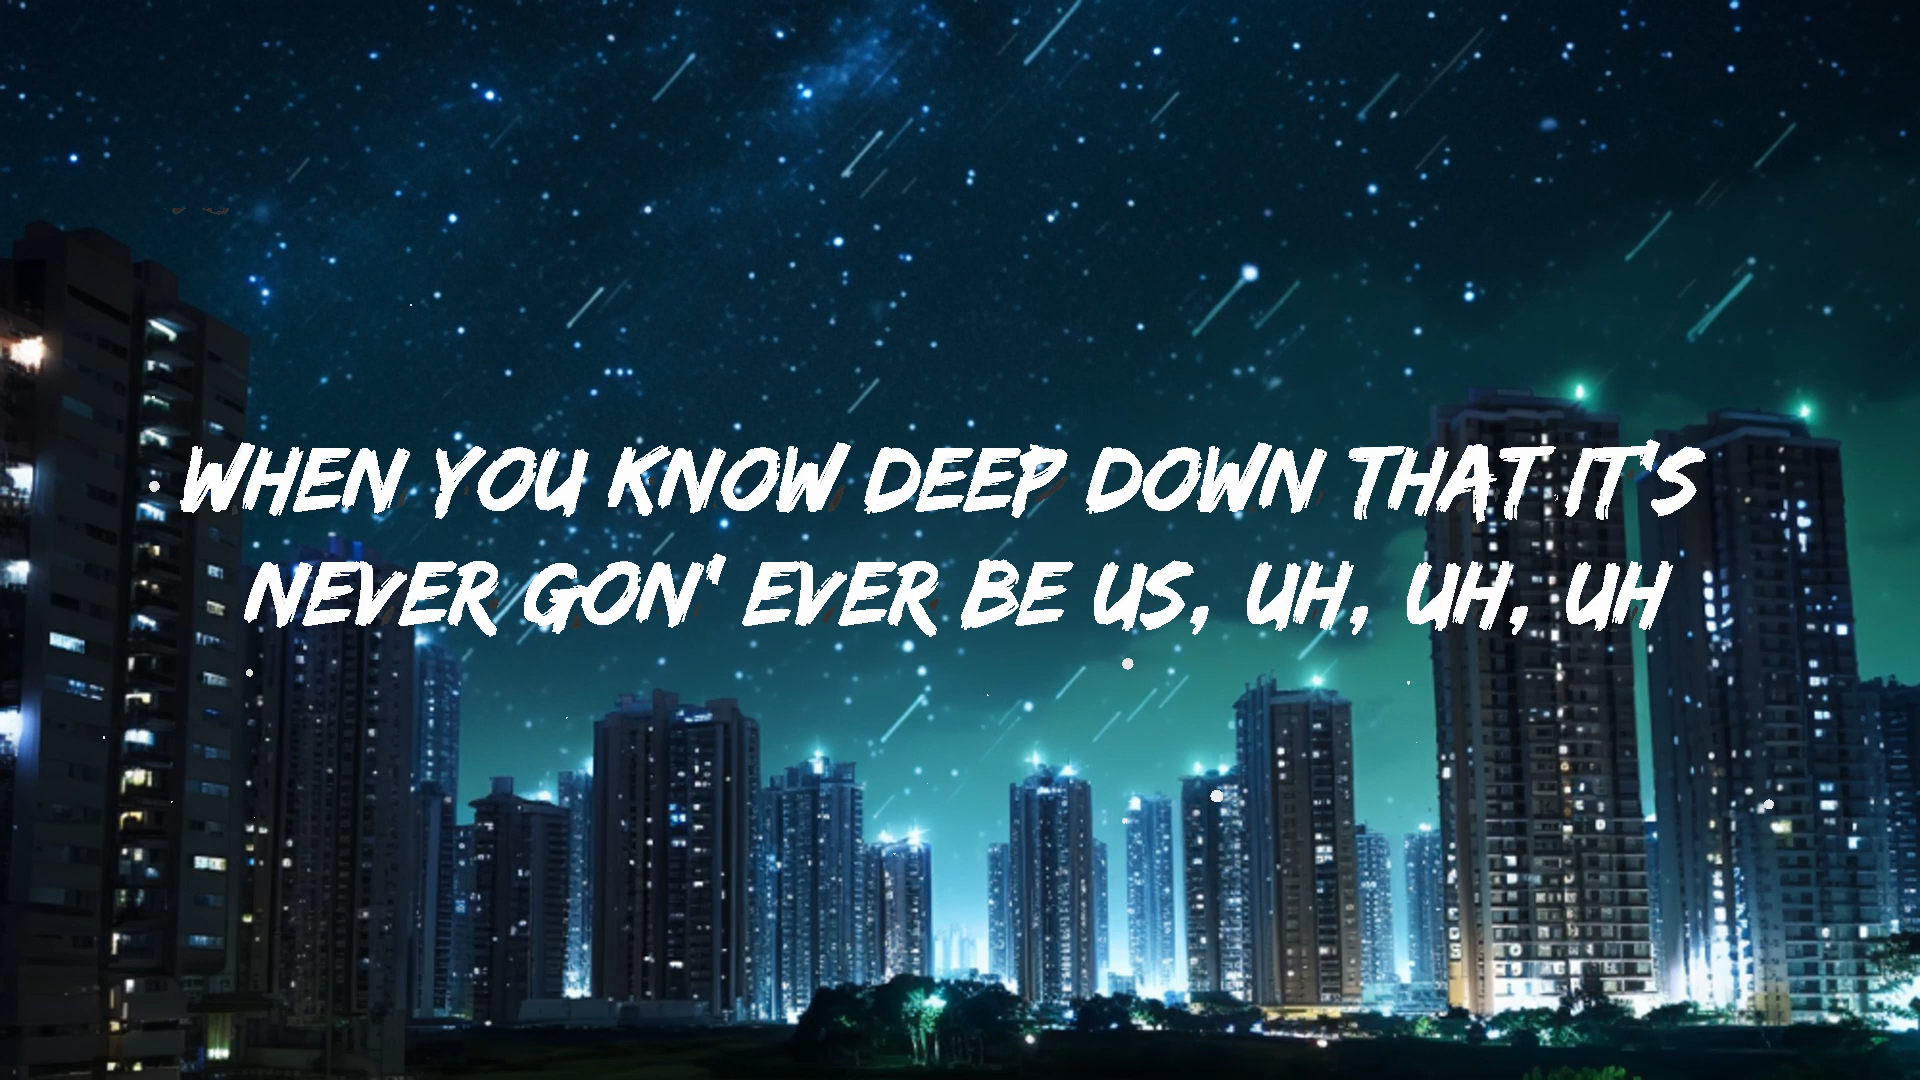 WHEN YOU KNOW DEEP DOWN THAT IT'S
NEVER GON' EVER BE US, UH, UH, UH